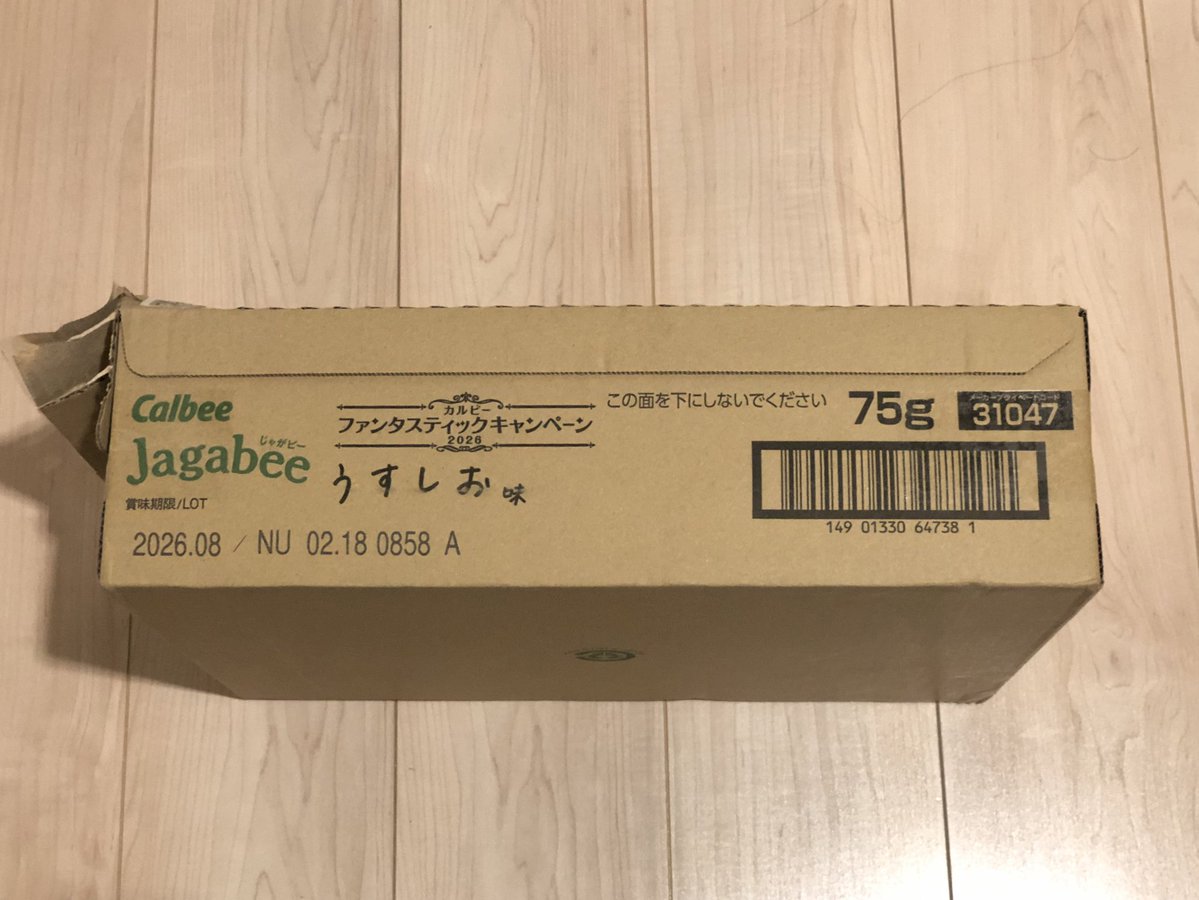 Calbee
じゃがビー
Jagabee
カルビー
ファンタスティックキャンペーン
2026
うすしお味
この面を下にしないでください
75g
メーカープライベートコード
31047
賞味期限/LOT
2026.08 / NU 02.18 0858 A
149 01330 64738 1